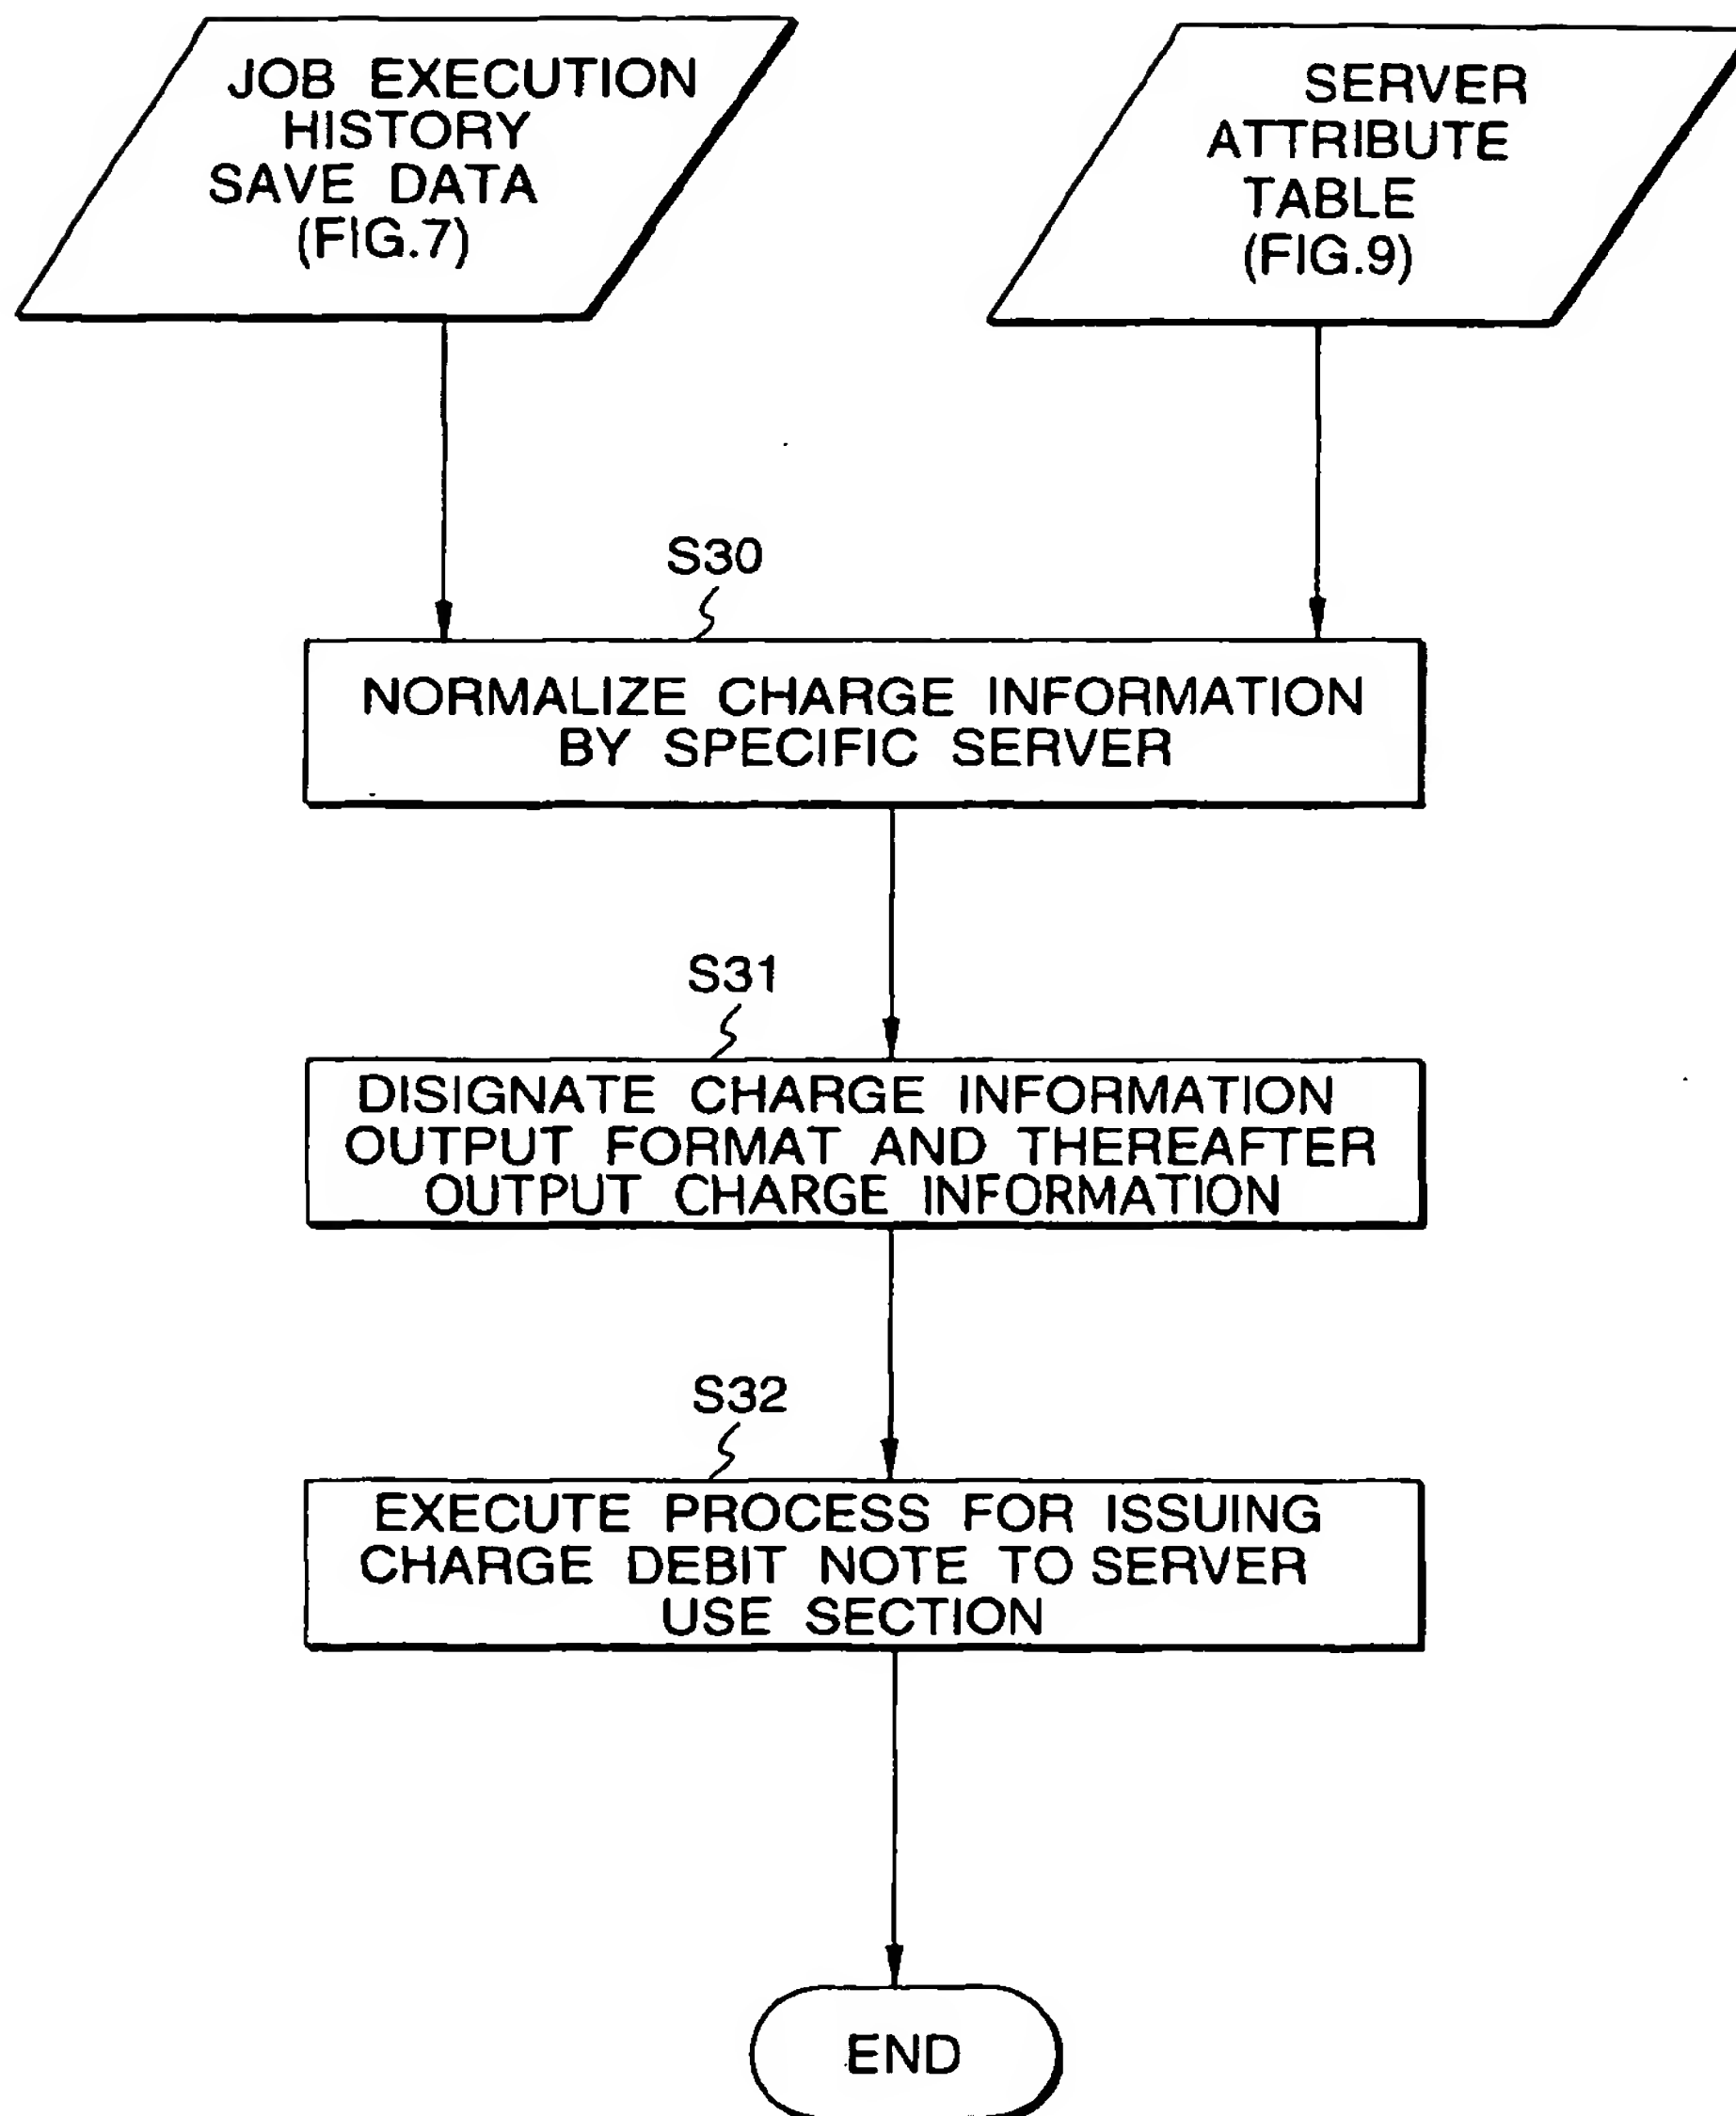 JOB EXECUTION
HISTORY
SAVE DATA
(FIG.7)
SERVER
ATTRIBUTE
TABLE
(FIG.9)
S30
NORMALIZE CHARGE INFORMATION
BY SPECIFIC SERVER
S31
DISIGNATE CHARGE INFORMATION
OUTPUT FORMAT AND THEREAFTER
OUTPUT CHARGE INFORMATION
S32
EXECUTE PROCESS FOR ISSUING
CHARGE DEBIT NOTE TO SERVER
USE SECTION
END